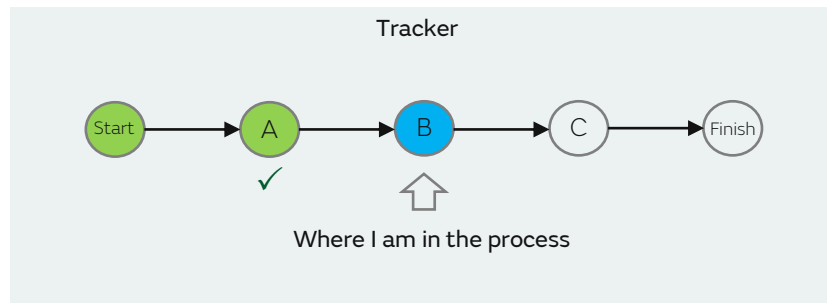 Tracker
Start
A
B
C
Finish
✓
Where I am in the process